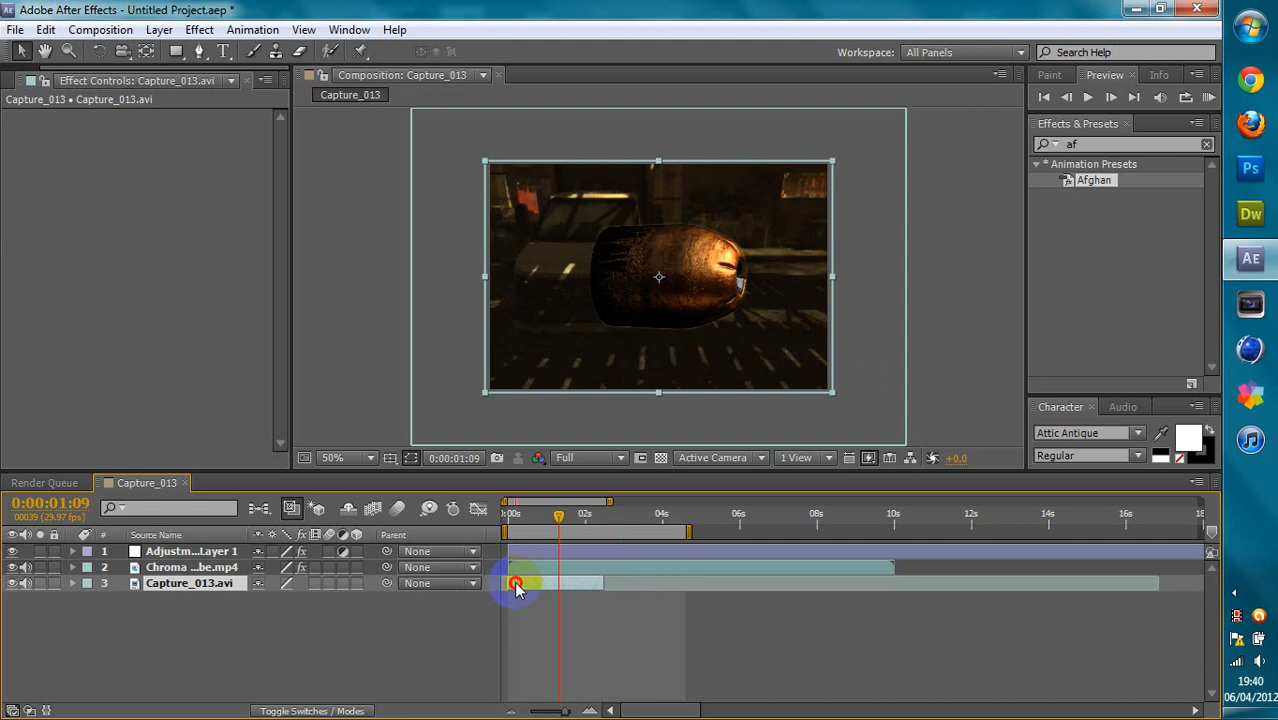 Adobe After Effects - Untitled Project.aep *
File Edit Composition Layer Effect Animation View Window Help
Workspace: All Panels Search Help
Effect Controls: Capture_013.avi
Composition: Capture_013
Paint Preview Info
Capture_013 • Capture_013.avi
Capture_013
Effects & Presets
af
* Animation Presets
Afghan
Character Audio
Attic Antique
Regular
50% 0:00:01:09 Full Active Camera 1 View +0.0
Render Queue Capture_013
0:00:01:09
00039 (29.97 fps)
:00s 02s 04s 06s 08s 10s 12s 14s 16s 18
# Source Name Parent
1 Adjustm...Layer 1 None
2 Chroma ...be.mp4 None
3 Capture_013.avi None
Toggle Switches / Modes
Ps
Dw
Ae
19:40
06/04/2012